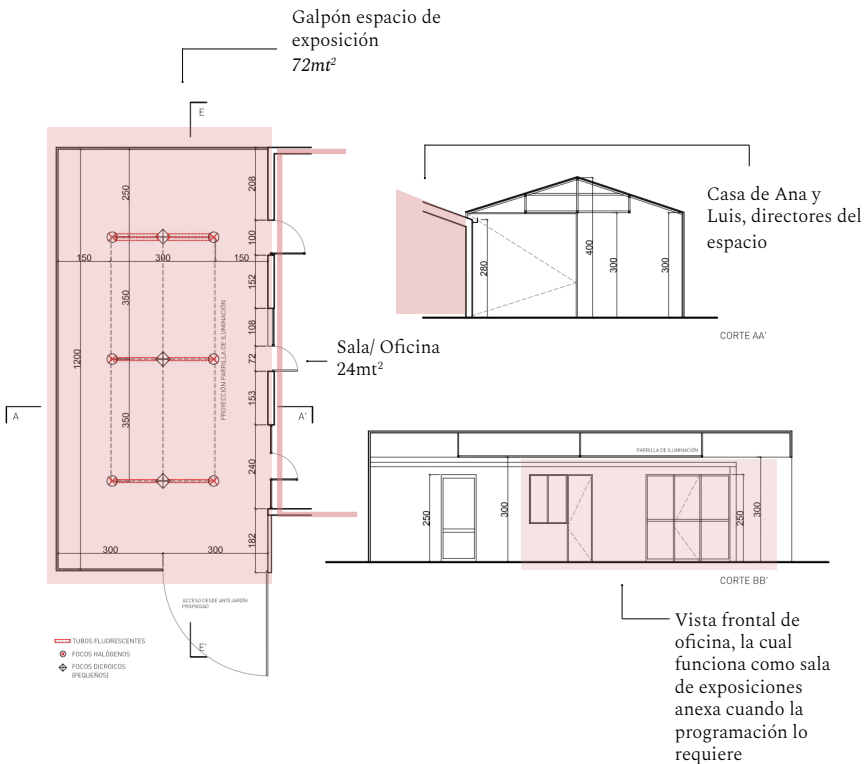 Galpón espacio de
exposición
72mt²
E
250
208
100
150
300
150
152
350
108
PROYECCIÓN PARRILLA DE ILUMINACIÓN
1200
72
A
A'
153
350
240
300
300
182
ACCESO DESDE ANTEJARDÍN
PROPIEDAD
E'
TUBOS FLUORESCENTES
FOCOS HALÓGENOS
FOCOS DICROICOS
(PEQUEÑOS)
Sala/ Oficina
24mt²
Casa de Ana y
Luis, directores del
espacio
280
400
300
300
CORTE AA'
PARRILLA DE ILUMINACIÓN
250
300
250
300
CORTE BB'
Vista frontal de
oficina, la cual
funciona como sala
de exposiciones
anexa cuando la
programación lo
requiere